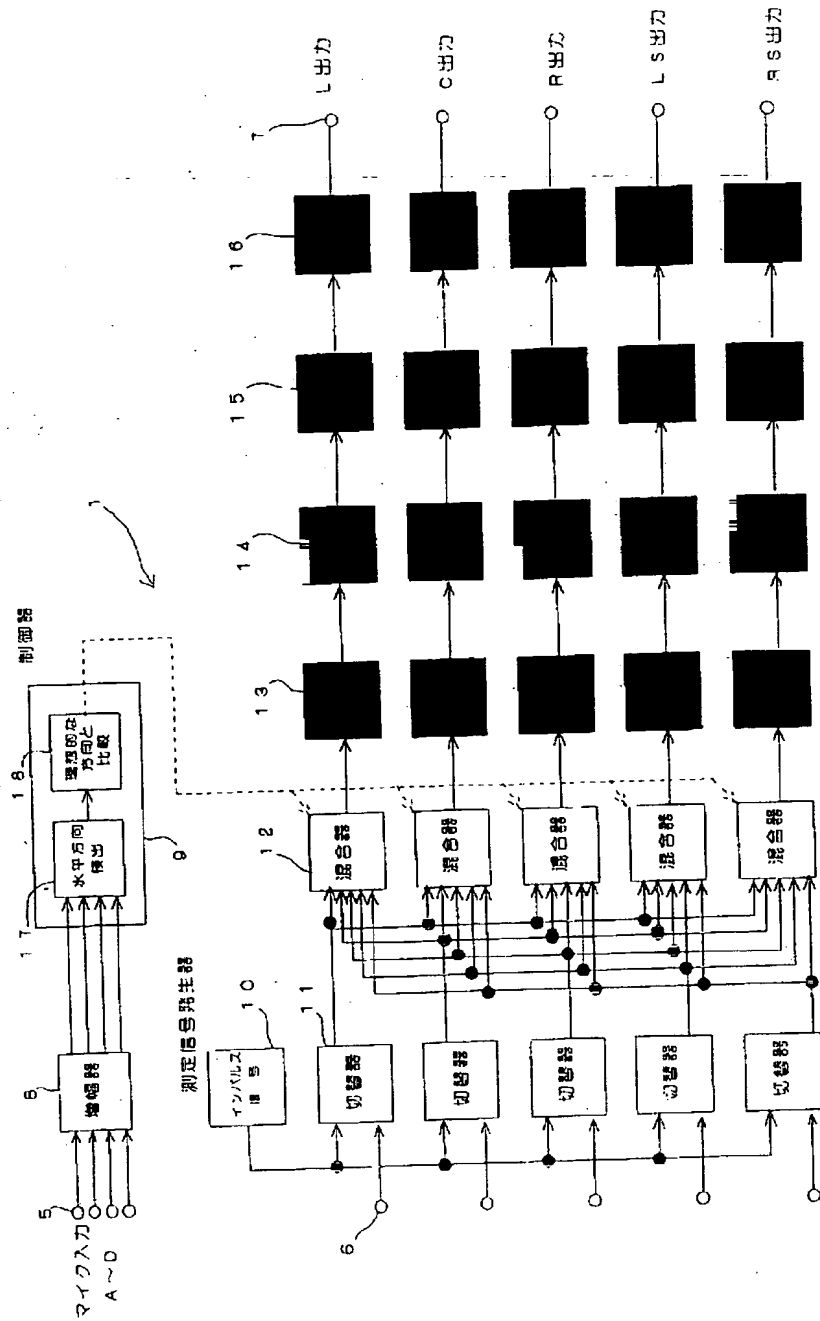 制御器
1
18
理想的な
方向と
比較
17
水平方向
検出
9
8
増幅器
5
マイク入力
A～D
測定信号発生器
10
インパルス
信号
11
切替器
切替器
切替器
切替器
切替器
6
12
混合器
混合器
混合器
混合器
混合器
13
14
15
16
7
L出力
C出力
R出力
LS出力
RS出力